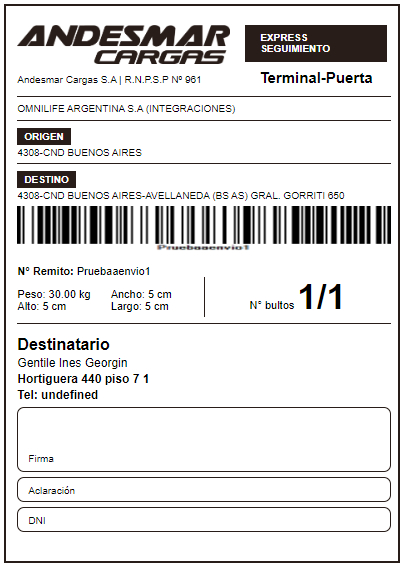 ANDESMAR
CARGAS
EXPRESS
SEGUIMIENTO
Andesmar Cargas S.A | R.N.P.S.P Nº 961
Terminal-Puerta
OMNILIFE ARGENTINA S.A (INTEGRACIONES)
ORIGEN
4308-CND BUENOS AIRES
DESTINO
4308-CND BUENOS AIRES-AVELLANEDA (BS AS) GRAL. GORRITI 650
Pruebaaenvio1
N° Remito: Pruebaaenvio1
Peso: 30.00 kg Ancho: 5 cm
Alto: 5 cm Largo: 5 cm
N° bultos 1/1
Destinatario
Gentile Ines Georgin
Hortiguera 440 piso 7 1
Tel: undefined
Firma
Aclaración
DNI